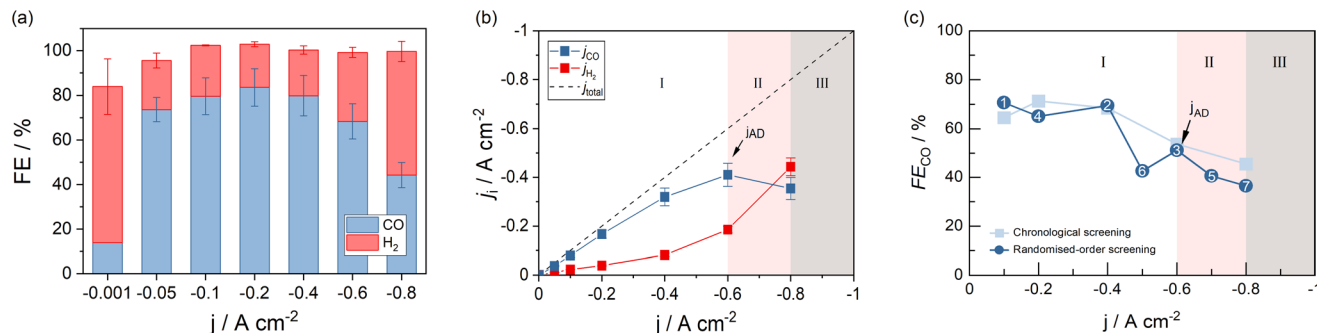 (a)
FE / %
100
80
60
40
20
0
CO
H2
-0.001 -0.05 -0.1 -0.2 -0.4 -0.6 -0.8
j / A cm-2
(b)
ji / A cm-2
-1
-0.8
-0.6
-0.4
-0.2
0
jCO
jH2
jtotal
I II III
jAD
0 -0.2 -0.4 -0.6 -0.8 -1
j / A cm-2
(c)
FECO / %
100
80
60
40
20
0
I II III
jAD
1 4 2 6 3 5 7
Chronological screening
Randomised-order screening
0 -0.2 -0.4 -0.6 -0.8 -1
j / A cm-2